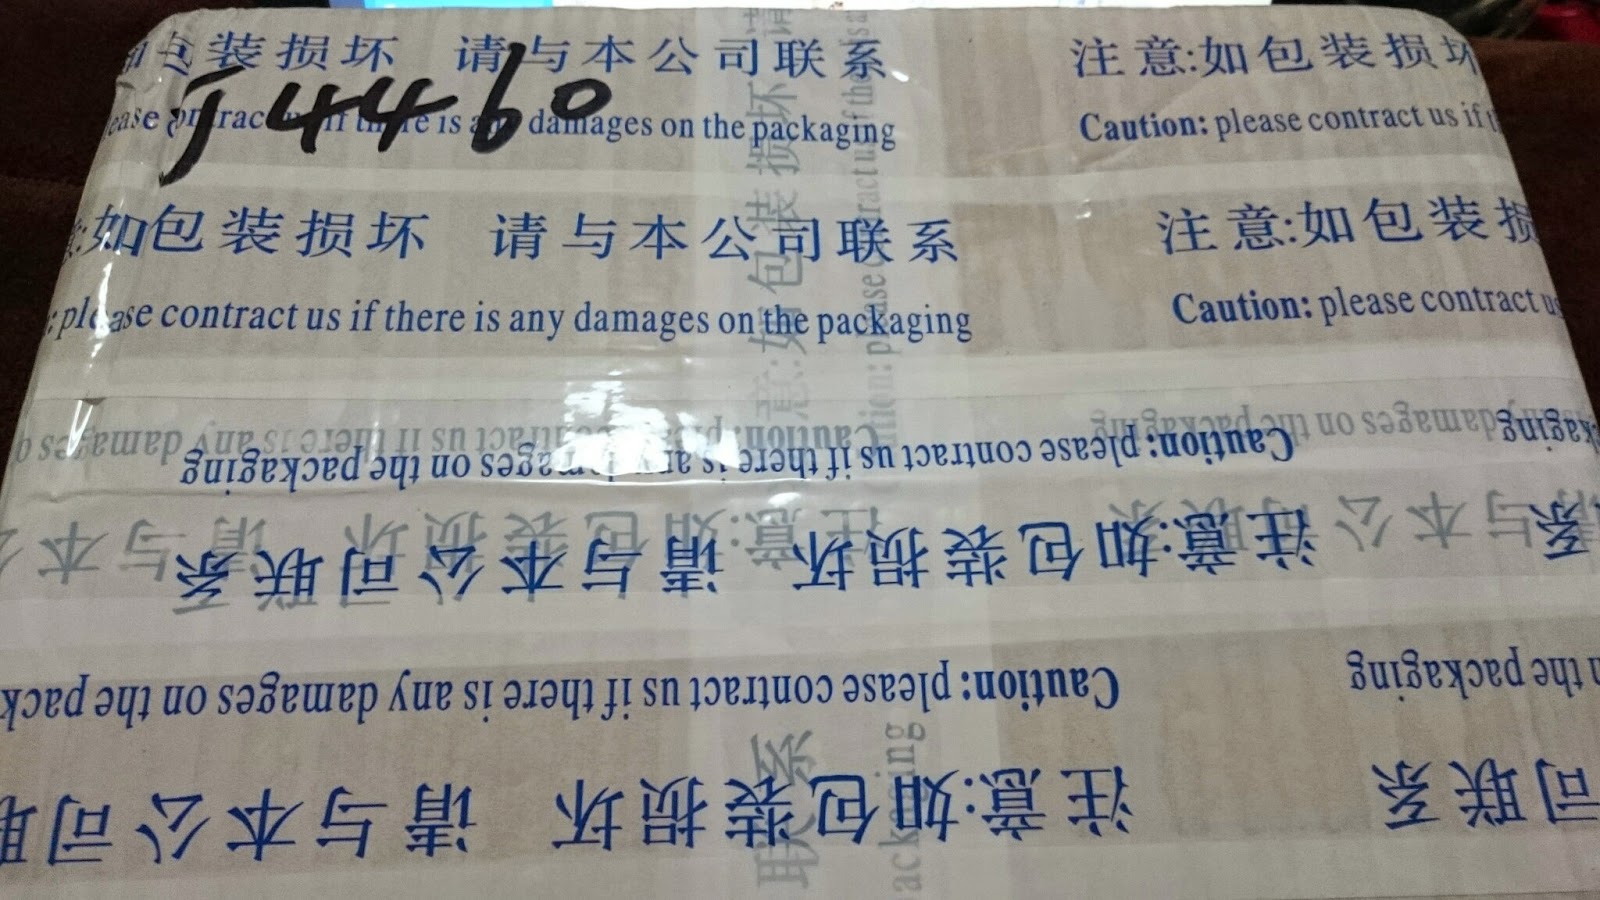 包装损坏 请与本公司联系 注意:如包装损坏
J4460
damages on the packaging Caution: please contract us if
如包装损坏 请与本公司联系 注意:如包装损
: please contract us if there is any damages on the packaging Caution: please contract us
Caution: please contract us if there is any damages on the packaging
注意:如包装损坏 请与本公司联系
the packaging Caution: please contract us if there is any damages on the pack
司联系 注意:如包装损坏 请与本公司联